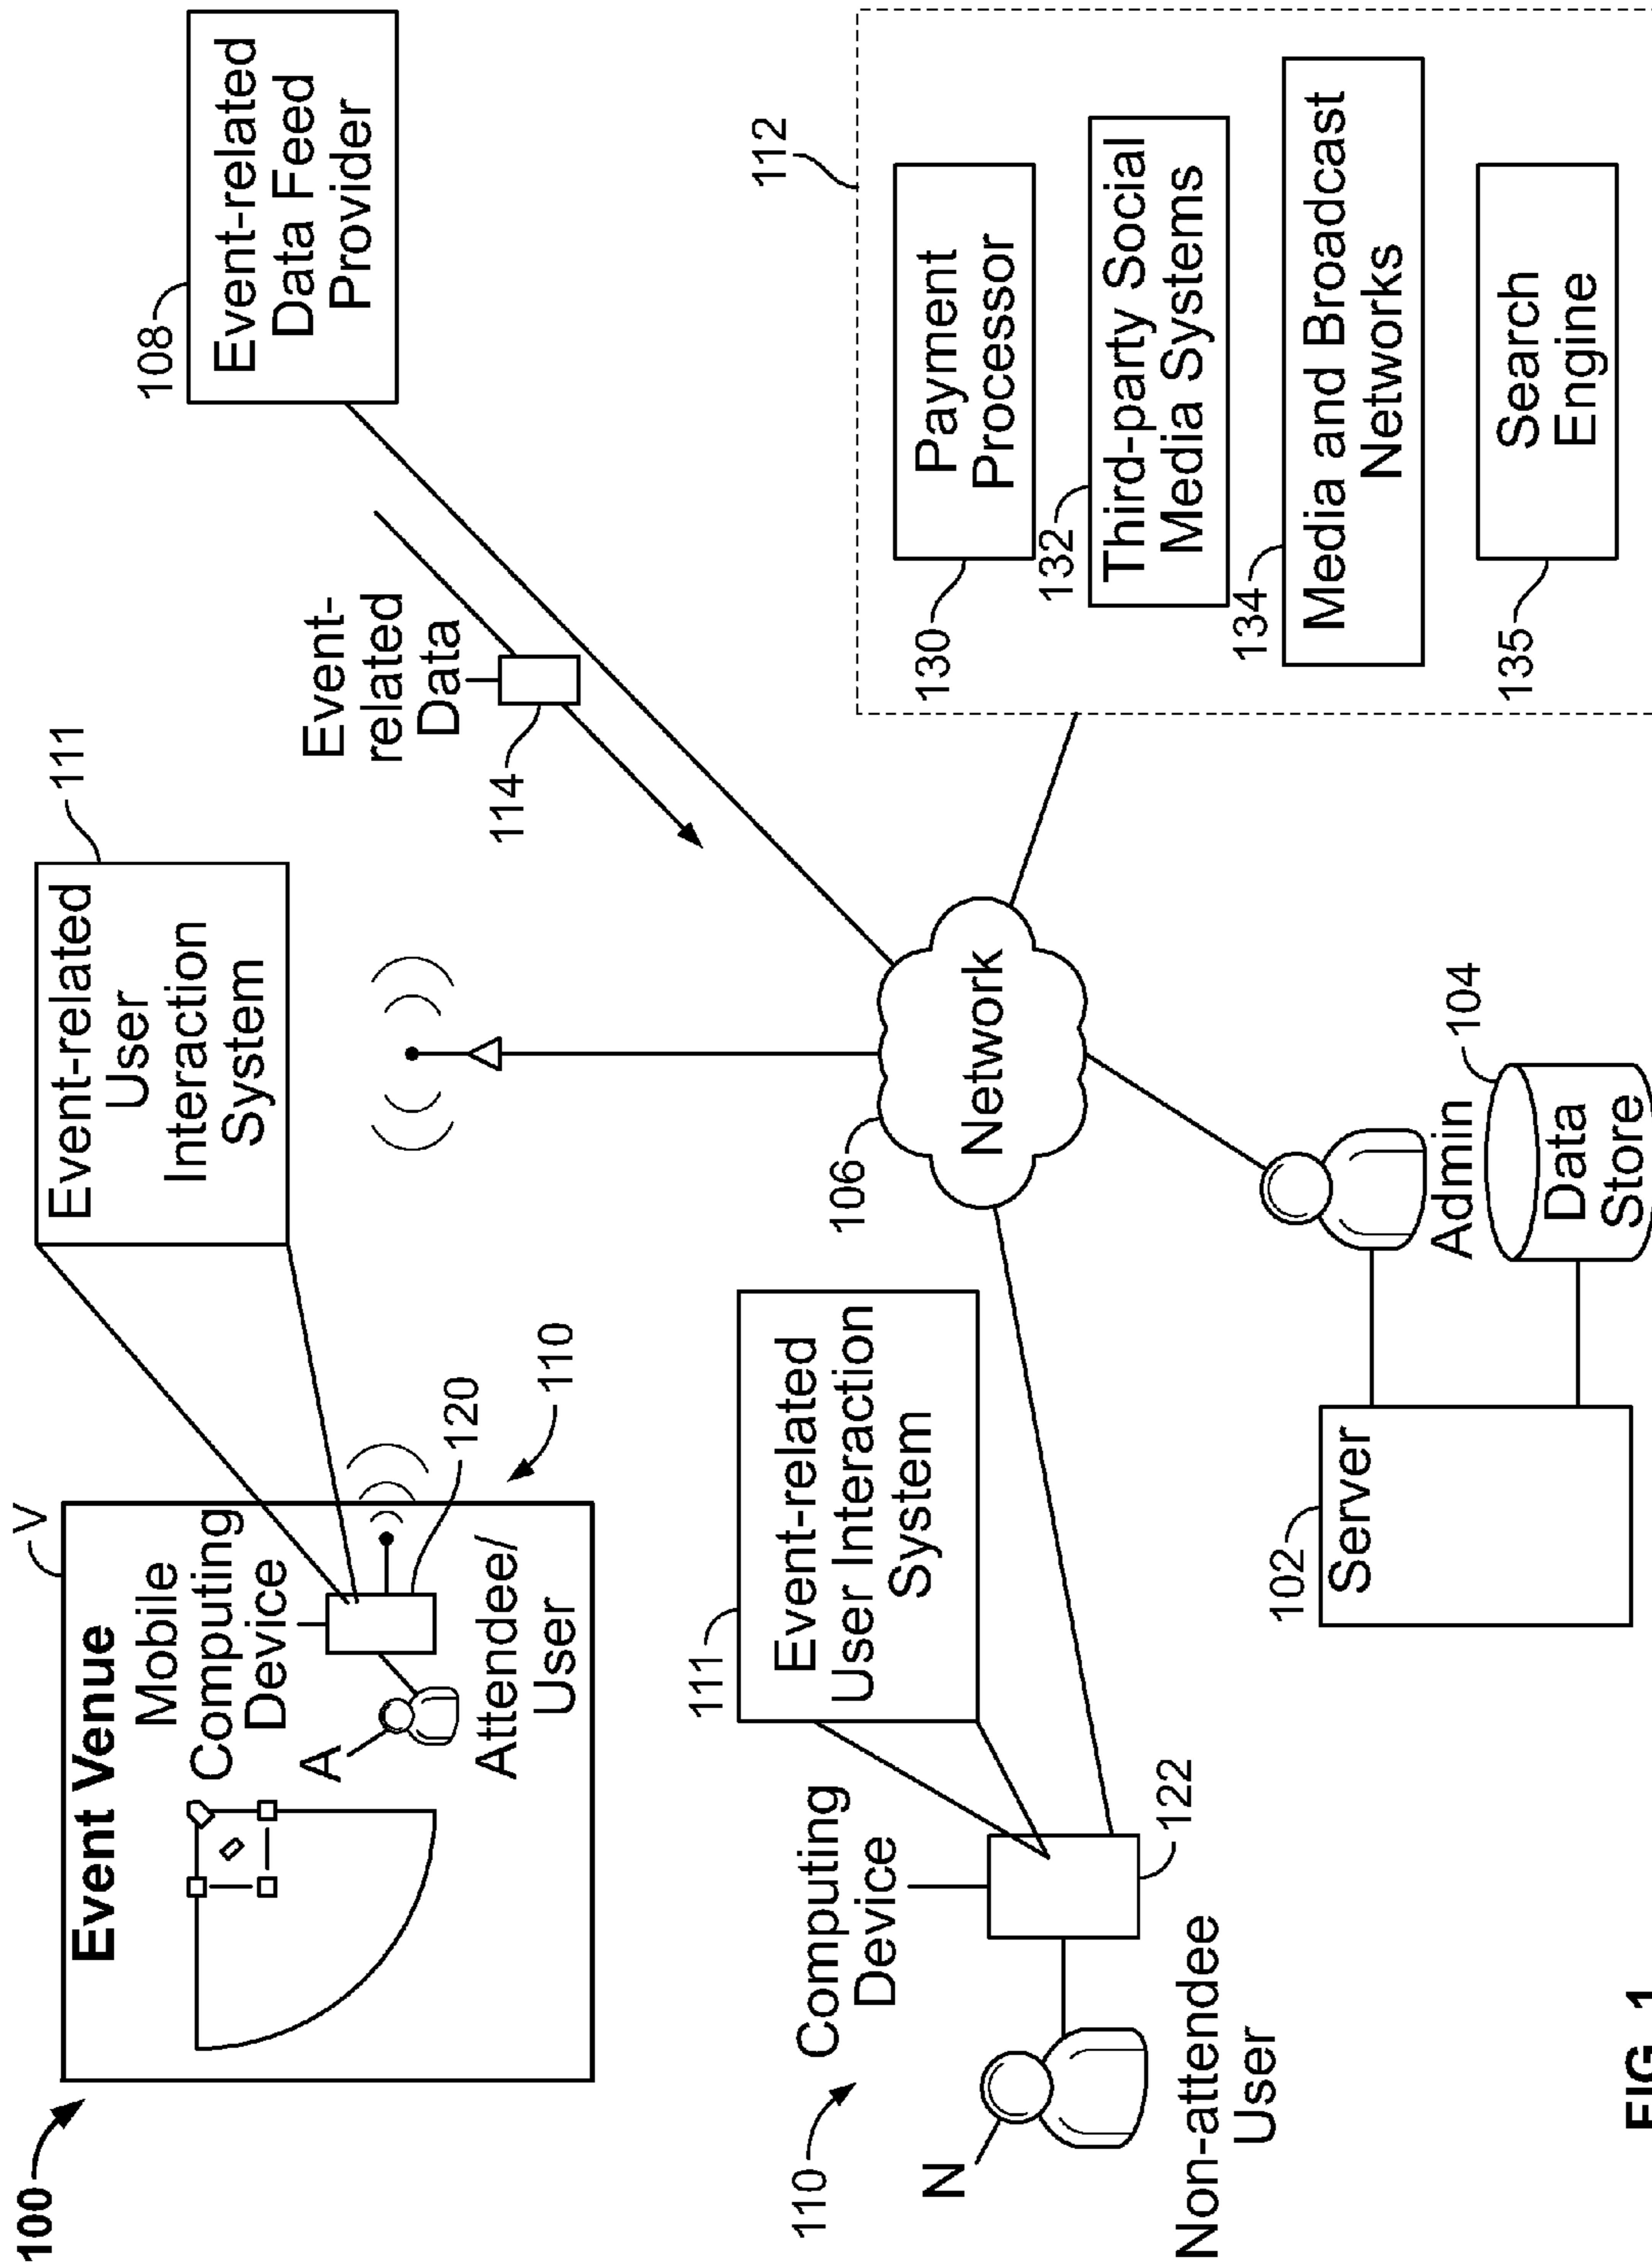 100
V
Event Venue
Mobile
Computing
Device
A
Attendee/
User
120
110
Event-related
User
Interaction
System
111
Event-
related
Data
114
108
Event-related
Data Feed
Provider
110
Computing
Device
N
Non-attendee
User
122
111
Event-related
User Interaction
System
106
Network
102
Server
Admin
104
Data
Store
112
Payment
Processor
130
132
Third-party Social
Media Systems
134
Media and Broadcast
Networks
135
Search
Engine
FIG. 1